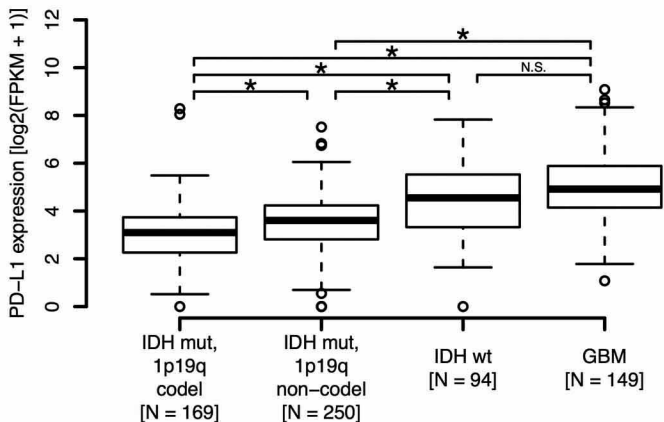 PD-L1 expression [log2(FPKM + 1)]
12
10
8
6
4
2
0
*
*
*
N.S.
*
*
IDH mut,
1p19q
codel
[N = 169]
IDH mut,
1p19q
non-codel
[N = 250]
IDH wt
[N = 94]
GBM
[N = 149]